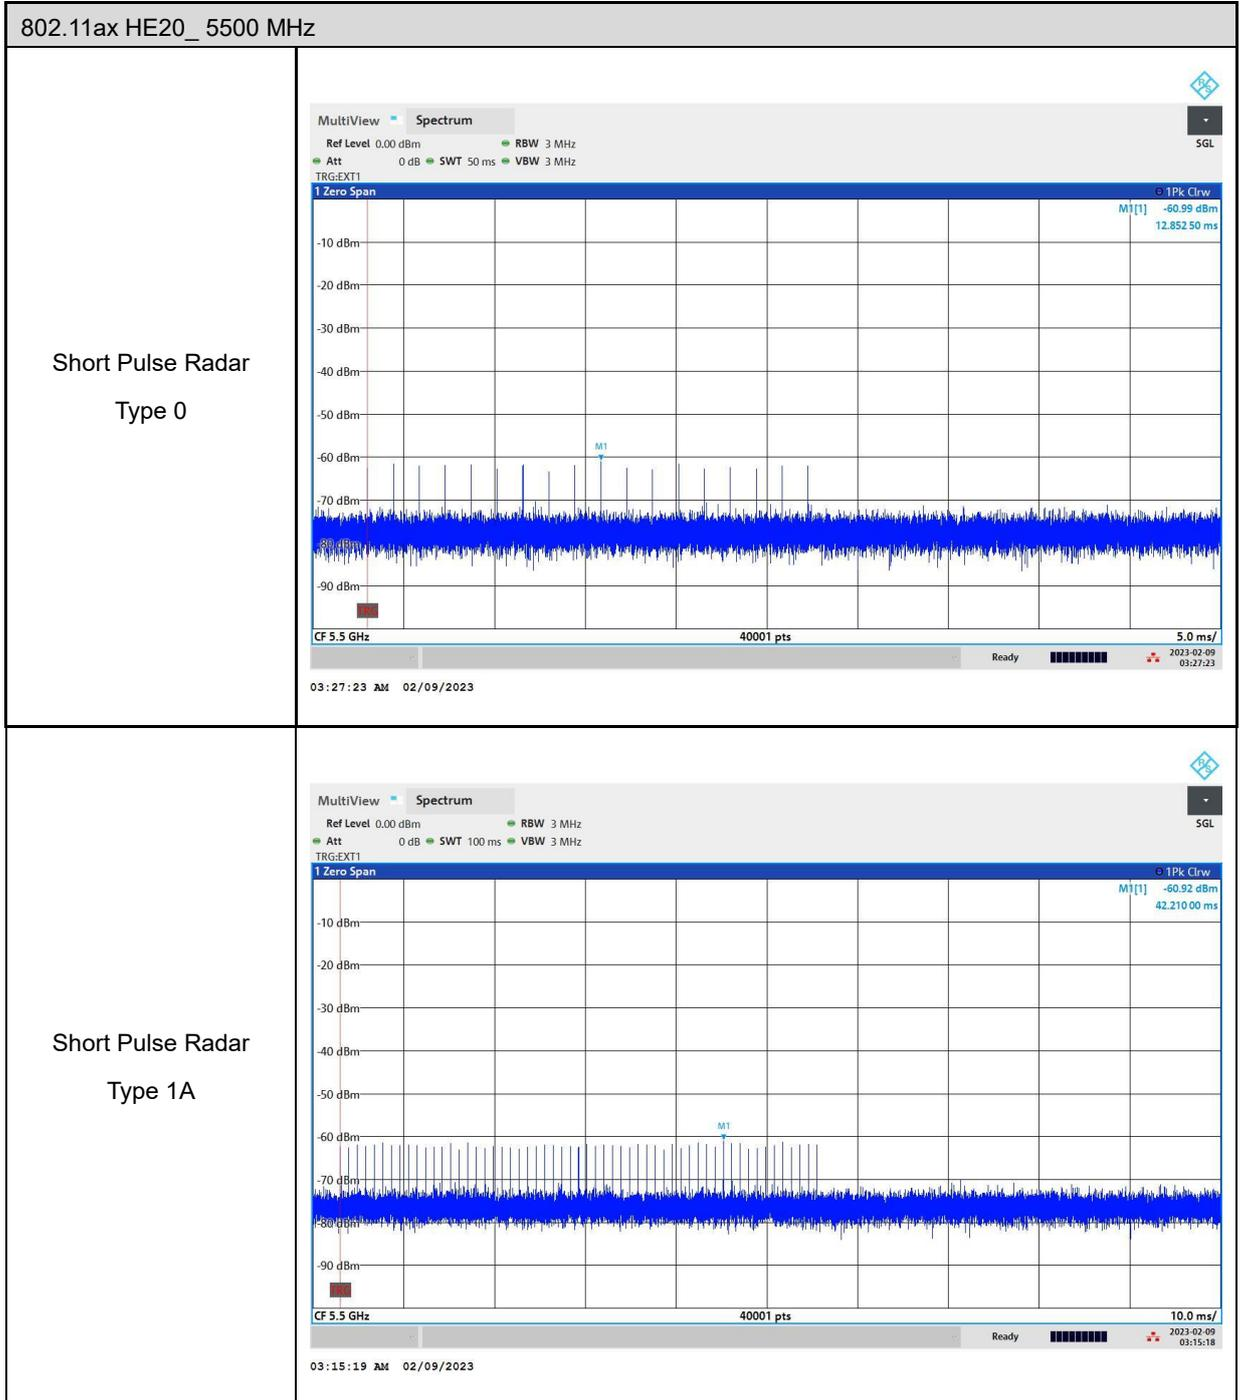 802.11ax HE20_ 5500 MHz
Short Pulse Radar
Type 0
R&S
MultiView Spectrum
Ref Level 0.00 dBm RBW 3 MHz
SGL
Att 0 dB SWT 50 ms VBW 3 MHz
TRG:EXT1
1 Zero Span 1Pk Clrw
M1[1] -60.99 dBm
12.852 50 ms
-10 dBm
-20 dBm
-30 dBm
-40 dBm
-50 dBm
M1
-60 dBm
-70 dBm
-80 dBm
-90 dBm
TRG
CF 5.5 GHz 40001 pts 5.0 ms/
Ready 2023-02-09
03:27:23
03:27:23 AM 02/09/2023
Short Pulse Radar
Type 1A
R&S
MultiView Spectrum
Ref Level 0.00 dBm RBW 3 MHz
SGL
Att 0 dB SWT 100 ms VBW 3 MHz
TRG:EXT1
1 Zero Span 1Pk Clrw
M1[1] -60.92 dBm
42.210 00 ms
-10 dBm
-20 dBm
-30 dBm
-40 dBm
-50 dBm
M1
-60 dBm
-70 dBm
-80 dBm
-90 dBm
TRG
CF 5.5 GHz 40001 pts 10.0 ms/
Ready 2023-02-09
03:15:18
03:15:19 AM 02/09/2023